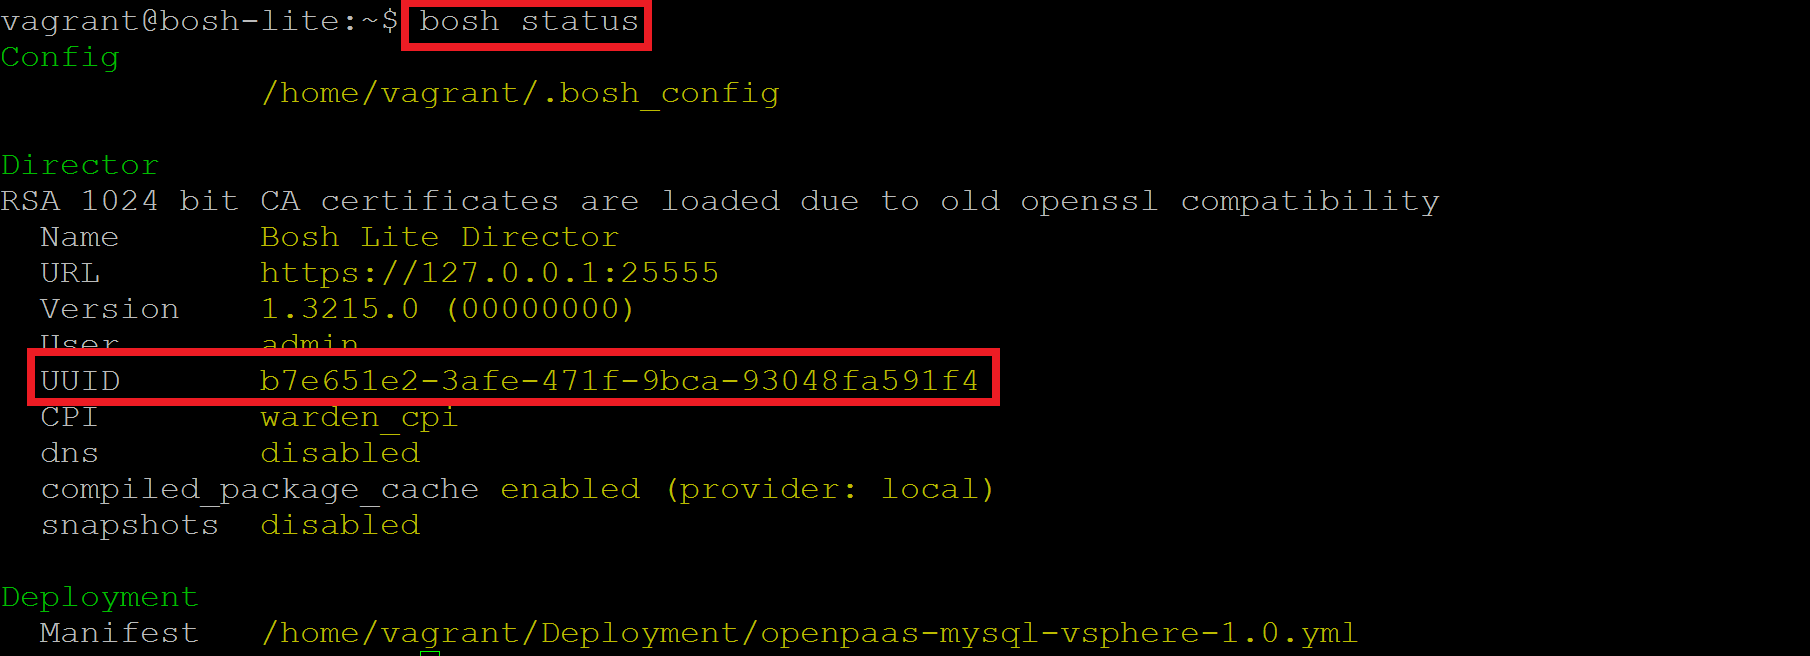 vagrant@bosh-lite:~$ bosh status
Config
/home/vagrant/.bosh_config
Director
RSA 1024 bit CA certificates are loaded due to old openssl compatibility
Name Bosh Lite Director
URL https://127.0.0.1:25555
Version 1.3215.0 (00000000)
User admin
UUID b7e651e2-3afe-471f-9bca-93048fa591f4
CPI warden_cpi
dns disabled
compiled_package_cache enabled (provider: local)
snapshots disabled
Deployment
Manifest /home/vagrant/Deployment/openpaas-mysql-vsphere-1.0.yml